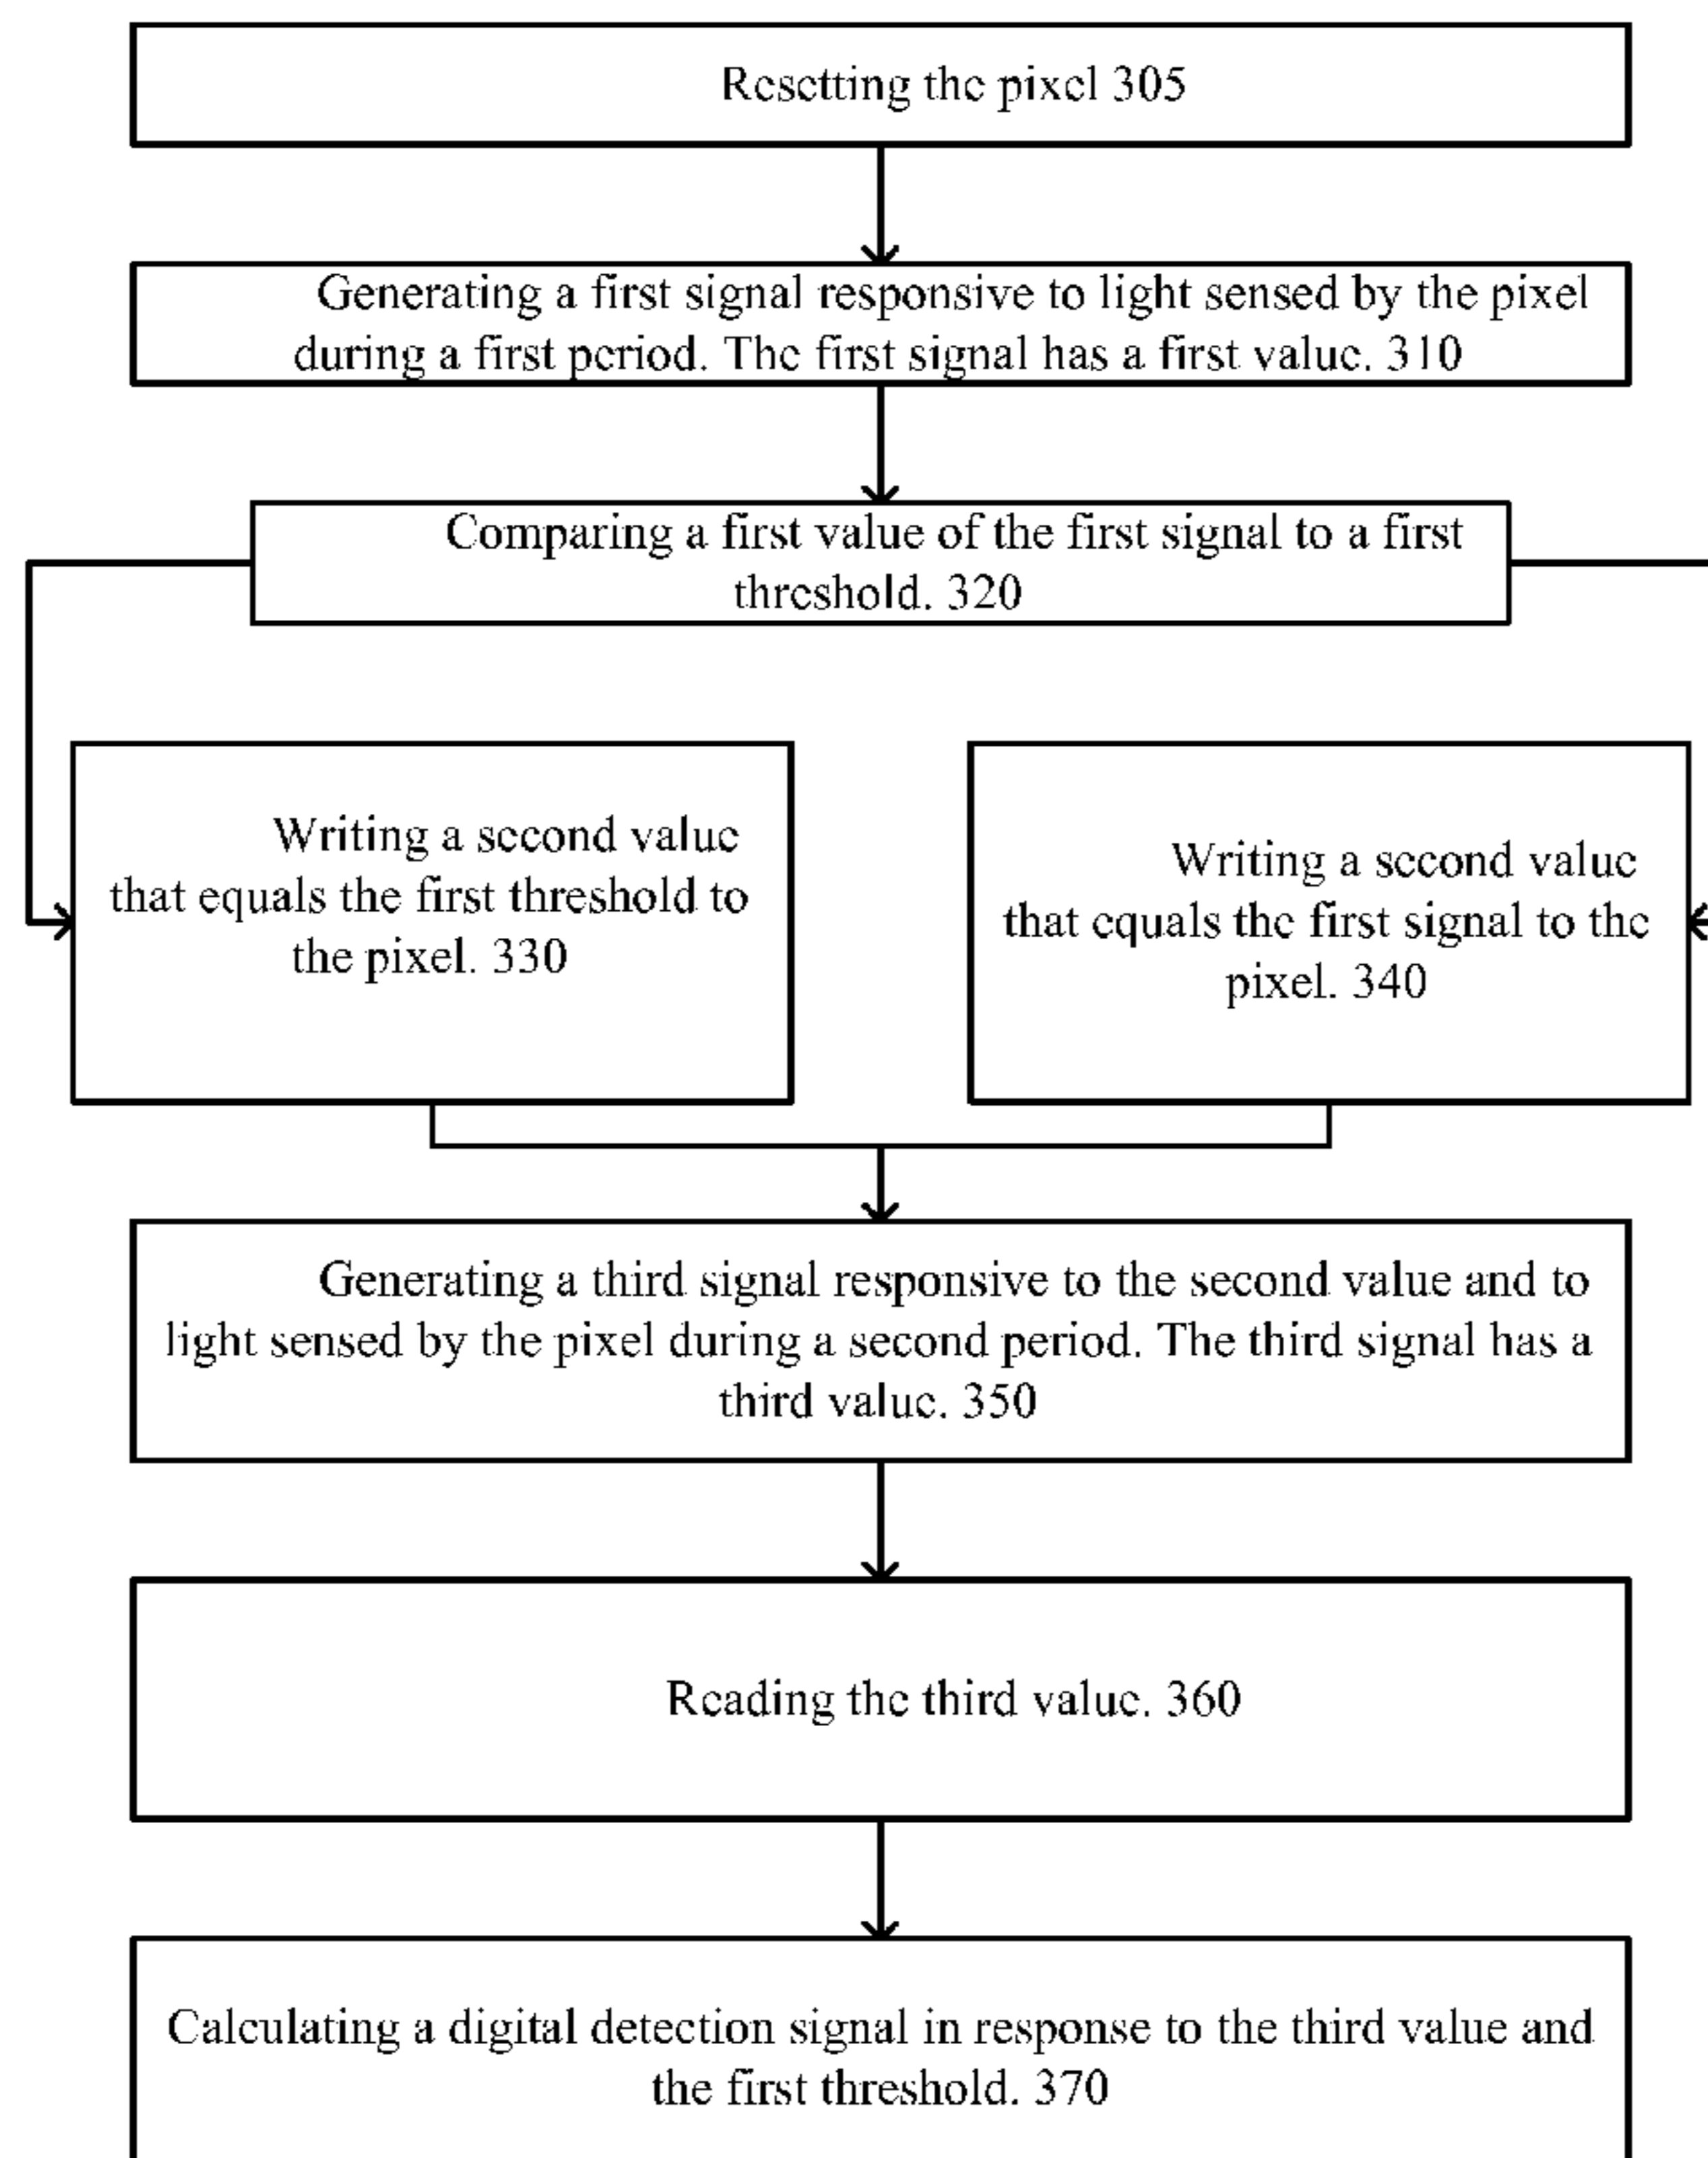 Resetting the pixel 305
Generating a first signal responsive to light sensed by the pixel
during a first period. The first signal has a first value. 310
Comparing a first value of the first signal to a first
threshold. 320
Writing a second value
that equals the first threshold to
the pixel. 330
Writing a second value
that equals the first signal to the
pixel. 340
Generating a third signal responsive to the second value and to
light sensed by the pixel during a second period. The third signal has a
third value. 350
Reading the third value. 360
Calculating a digital detection signal in response to the third value and
the first threshold. 370